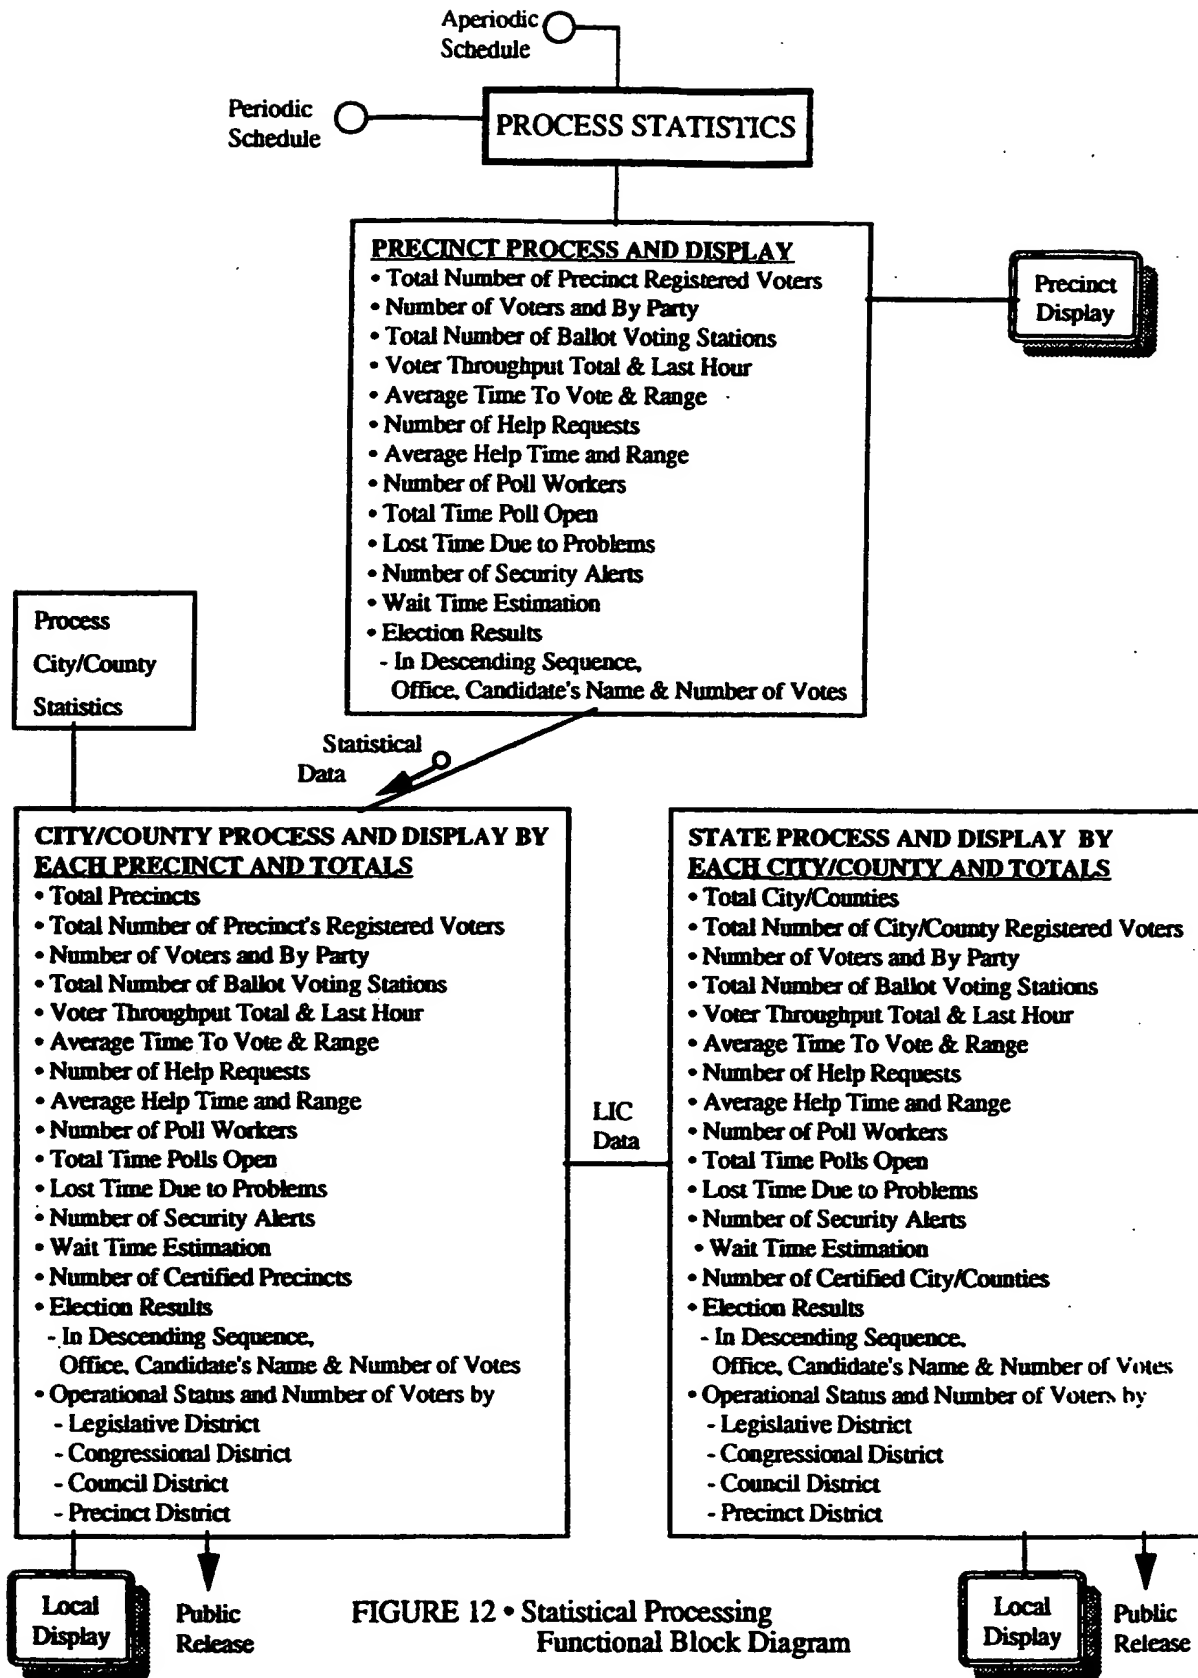 Aperiodic
Schedule
Periodic
Schedule
PROCESS STATISTICS
PRECINCT PROCESS AND DISPLAY
• Total Number of Precinct Registered Voters
• Number of Voters and By Party
• Total Number of Ballot Voting Stations
• Voter Throughput Total & Last Hour
• Average Time To Vote & Range
• Number of Help Requests
• Average Help Time and Range
• Number of Poll Workers
• Total Time Poll Open
• Lost Time Due to Problems
• Number of Security Alerts
• Wait Time Estimation
• Election Results
- In Descending Sequence,
Office, Candidate's Name & Number of Votes
Precinct
Display
Process
City/County
Statistics
Statistical
Data
CITY/COUNTY PROCESS AND DISPLAY BY
EACH PRECINCT AND TOTALS
• Total Precincts
• Total Number of Precinct's Registered Voters
• Number of Voters and By Party
• Total Number of Ballot Voting Stations
• Voter Throughput Total & Last Hour
• Average Time To Vote & Range
• Number of Help Requests
• Average Help Time and Range
• Number of Poll Workers
• Total Time Polls Open
• Lost Time Due to Problems
• Number of Security Alerts
• Wait Time Estimation
• Number of Certified Precincts
• Election Results
- In Descending Sequence,
Office, Candidate's Name & Number of Votes
• Operational Status and Number of Voters by
- Legislative District
- Congressional District
- Council District
- Precinct District
LIC
Data
STATE PROCESS AND DISPLAY BY
EACH CITY/COUNTY AND TOTALS
• Total City/Counties
• Total Number of City/County Registered Voters
• Number of Voters and By Party
• Total Number of Ballot Voting Stations
• Voter Throughput Total & Last Hour
• Average Time To Vote & Range
• Number of Help Requests
• Average Help Time and Range
• Number of Poll Workers
• Total Time Polls Open
• Lost Time Due to Problems
• Number of Security Alerts
• Wait Time Estimation
• Number of Certified City/Counties
• Election Results
- In Descending Sequence,
Office, Candidate's Name & Number of Votes
• Operational Status and Number of Voters by
- Legislative District
- Congressional District
- Council District
- Precinct District
Local
Display
Public
Release
FIGURE 12 • Statistical Processing
Functional Block Diagram
Local
Display
Public
Release